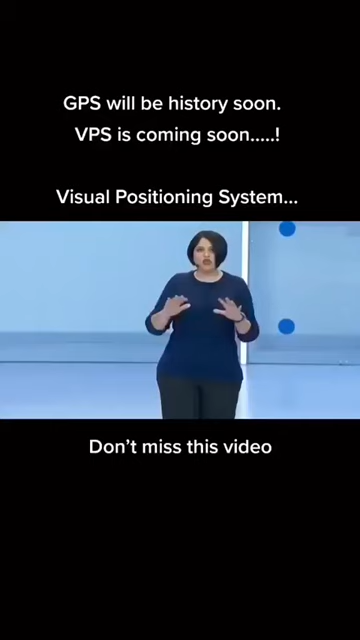 GPS will be history soon.
VPS is coming soon.....!
Visual Positioning System...
Don't miss this video